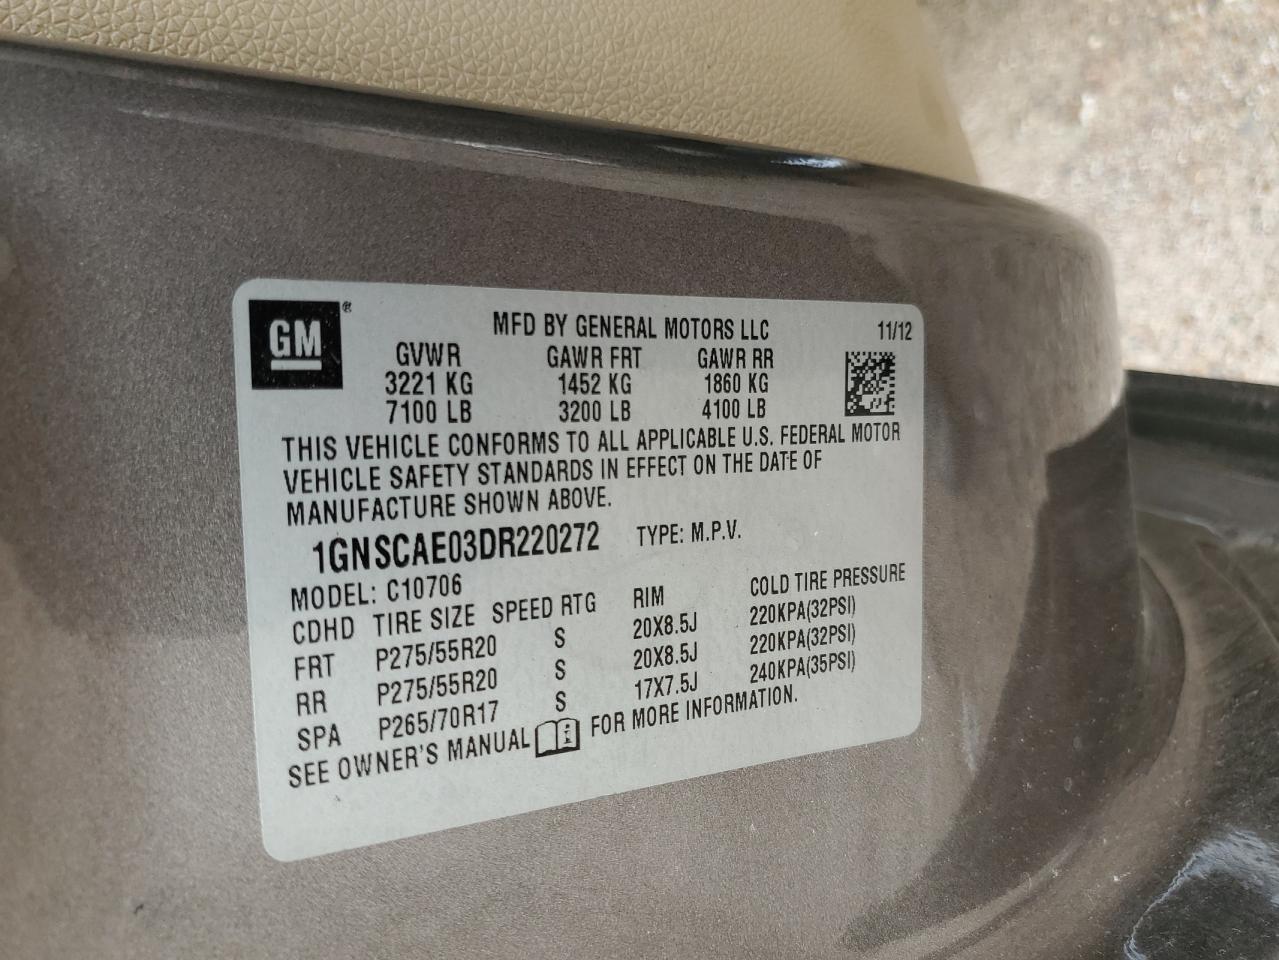 GM ®
MFD BY GENERAL MOTORS LLC 11/12
GVWR GAWR FRT GAWR RR
3221 KG 1452 KG 1860 KG
7100 LB 3200 LB 4100 LB
THIS VEHICLE CONFORMS TO ALL APPLICABLE U.S. FEDERAL MOTOR
VEHICLE SAFETY STANDARDS IN EFFECT ON THE DATE OF
MANUFACTURE SHOWN ABOVE.
1GNSCAE03DR220272 TYPE: M.P.V.
MODEL: C10706
CDHD TIRE SIZE SPEED RTG RIM COLD TIRE PRESSURE
FRT P275/55R20 S 20X8.5J 220KPA(32PSI)
RR P275/55R20 S 20X8.5J 220KPA(32PSI)
SPA P265/70R17 S 17X7.5J 240KPA(35PSI)
SEE OWNER'S MANUAL i FOR MORE INFORMATION.